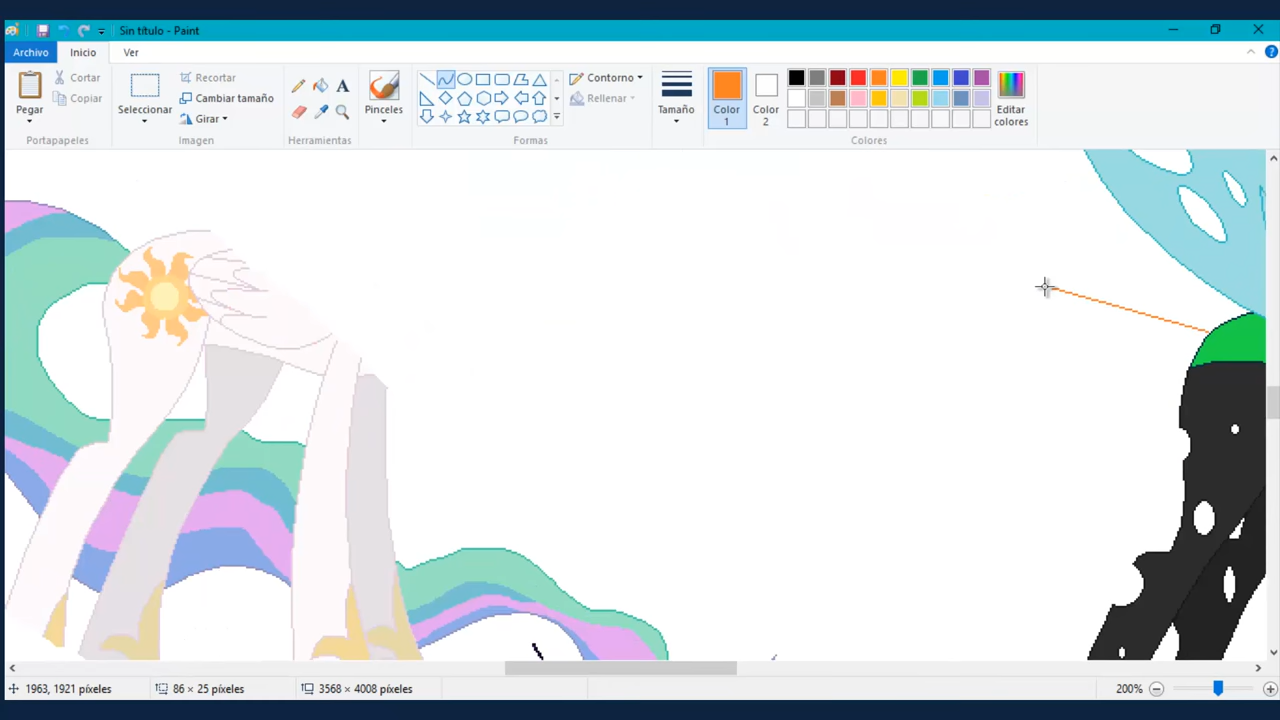 Sin título - Paint
Archivo Inicio Ver
Pegar
Cortar
Copiar
Portapapeles
Seleccionar
Recortar
Cambiar tamaño
Girar
Imagen
A
Herramientas
Pinceles
Contorno
Rellenar
Formas
Tamaño
Color
1
Color
2
Editar
colores
Colores
1963, 1921 píxeles 86 × 25 píxeles 3568 × 4008 píxeles 200%